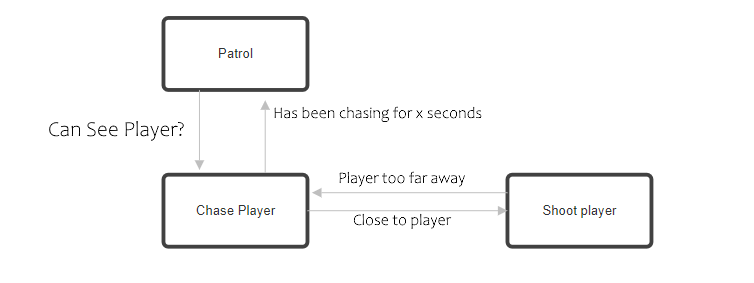 Patrol
Can See Player?
Has been chasing for x seconds
Player too far away
Chase Player
Shoot player
Close to player